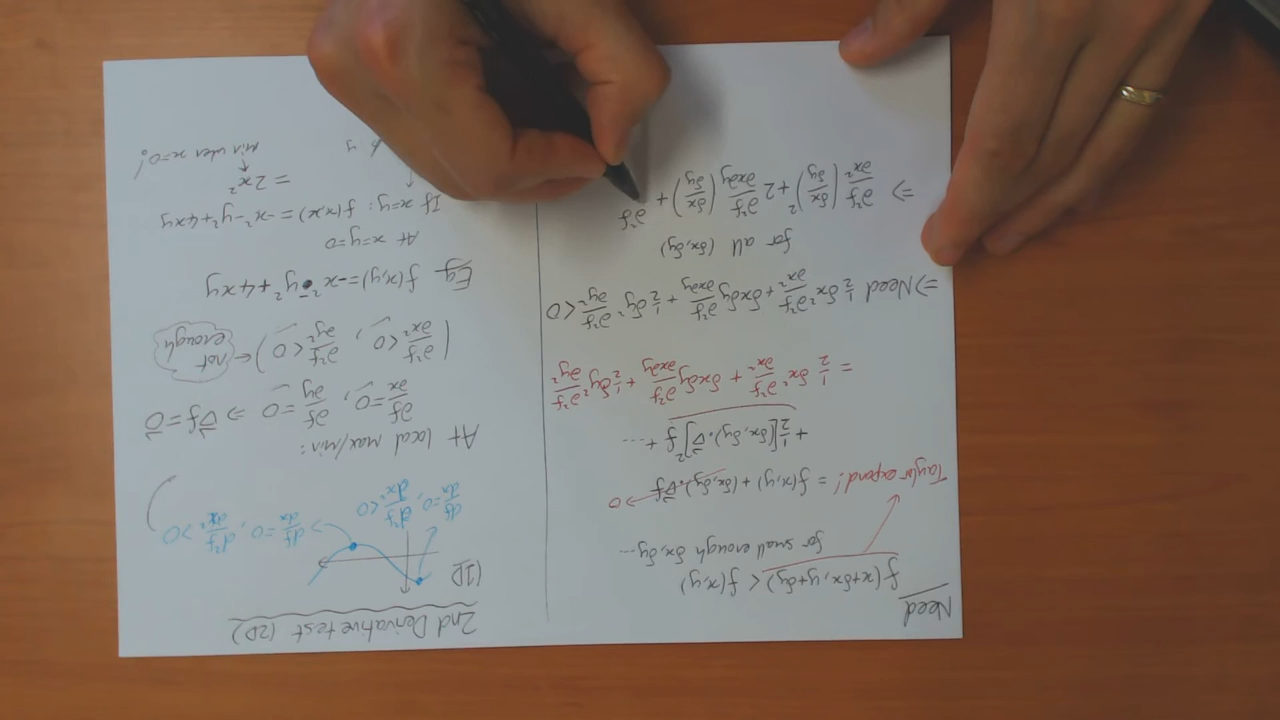 2nd Derivative test (2D)
(1D
df/dx = 0, d²f/dx² < 0
df/dx = 0, d²f/dx² > 0
At local max/min:
∂f/∂x = 0, ∂f/∂y = 0 ⇒ ∇⃗f = 0⃗
(∂²f/∂x² < 0, ∂²f/∂y² < 0) ← not enough
Eg f(x,y) = -x² - y² + 4xy
At x=y=0
If x=y: f(x,x) = -x² - y² + 4xy
= 2x²
min when x=0!
Need
f(x+δx, y+δy) < f(x,y)
for small enough δx, δy...
Taylor expand! = f(x,y) + (δx, δy)·∇⃗f → 0
+ ½[(δx, δy)·∇⃗]² f + ...
= ½ δx² ∂²f/∂x² + δxδy ∂²f/∂x∂y + ½ δy² ∂²f/∂y²
⇒ Need ½ δx² ∂²f/∂x² + δxδy ∂²f/∂x∂y + ½ δy² ∂²f/∂y² < 0
for all (δx, δy)
⇒ ∂²f/∂x² (δx/δy)² + 2 ∂²f/∂x∂y (δx/δy) + ∂²f